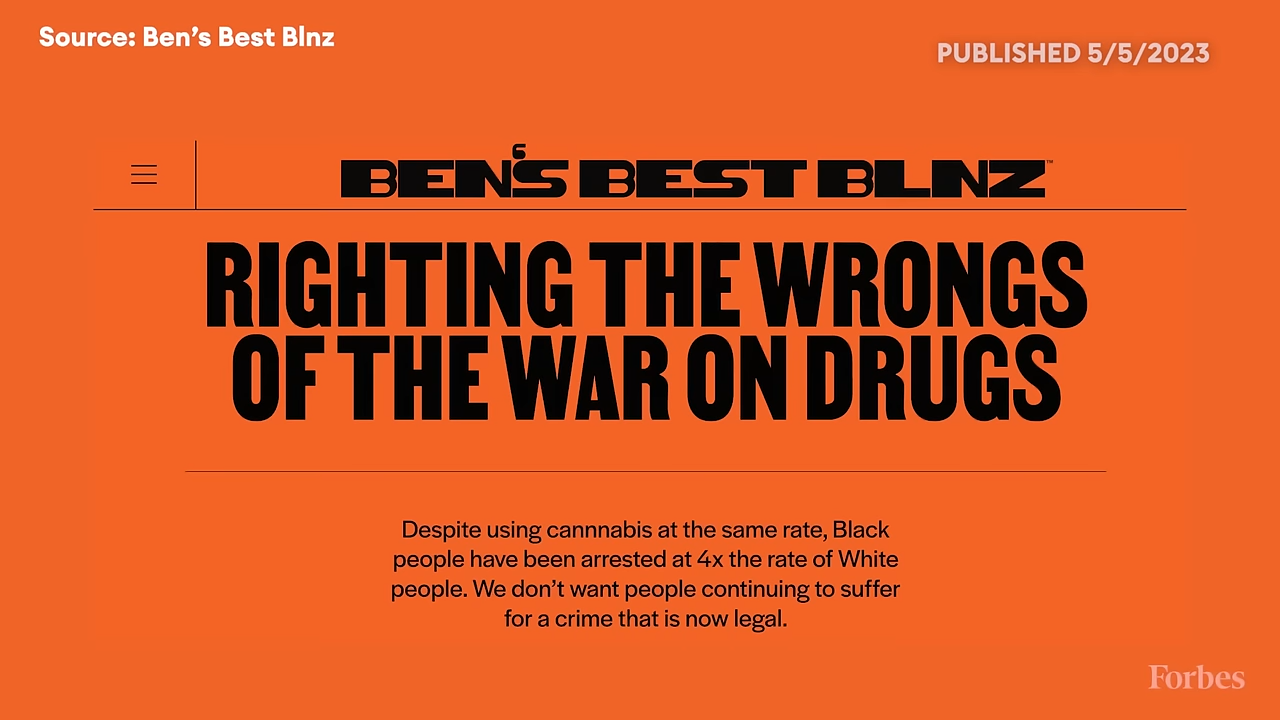 Source: Ben's Best Blnz
PUBLISHED 5/5/2023
BEN'S BEST BLNZ™
RIGHTING THE WRONGS
OF THE WAR ON DRUGS
Despite using cannnabis at the same rate, Black
people have been arrested at 4x the rate of White
people. We don't want people continuing to suffer
for a crime that is now legal.
Forbes